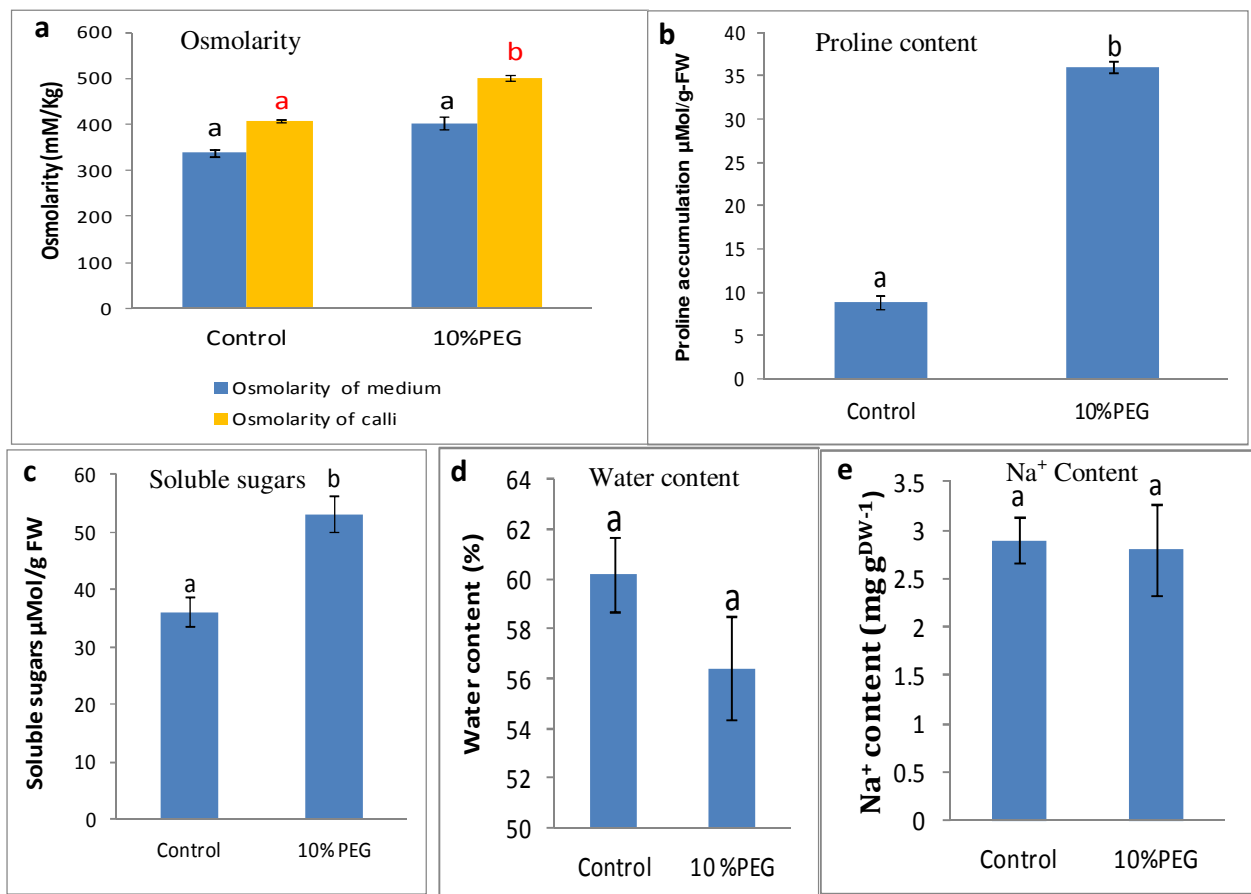 a
Osmolarity
Osmolarity (mM/Kg)
600
500
400
300
200
100
0
a
a
a
b
Control
10%PEG
Osmolarity of medium
Osmolarity of calli
b
Proline content
Proline accumulation µMol/g-FW
40
35
30
25
20
15
10
5
0
a
b
Control
10%PEG
c
Soluble sugars
Soluble sugars µMol/g FW
60
50
40
30
20
10
0
a
b
Control
10% PEG
d
Water content
Water content (%)
64
62
60
58
56
54
52
50
a
a
Control
10 %PEG
e
Na⁺ Content
Na⁺ content (mg g^DW-1)
3.5
3
2.5
2
1.5
1
0.5
0
a
a
Control
10%PEG